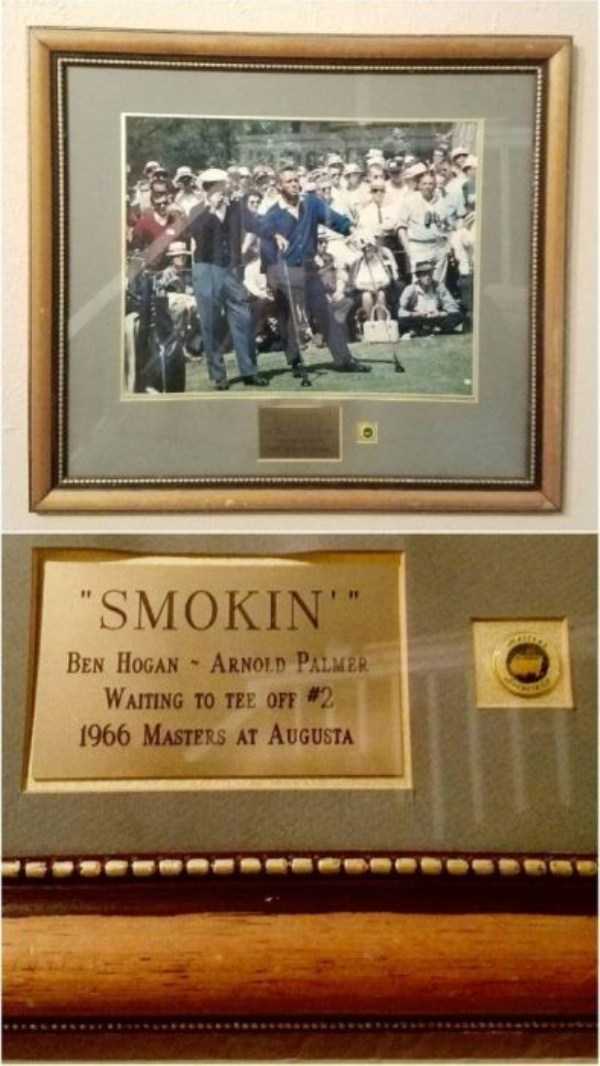 "SMOKIN'"
BEN HOGAN ~ ARNOLD PALMER
WAITING TO TEE OFF #2
1966 MASTERS AT AUGUSTA